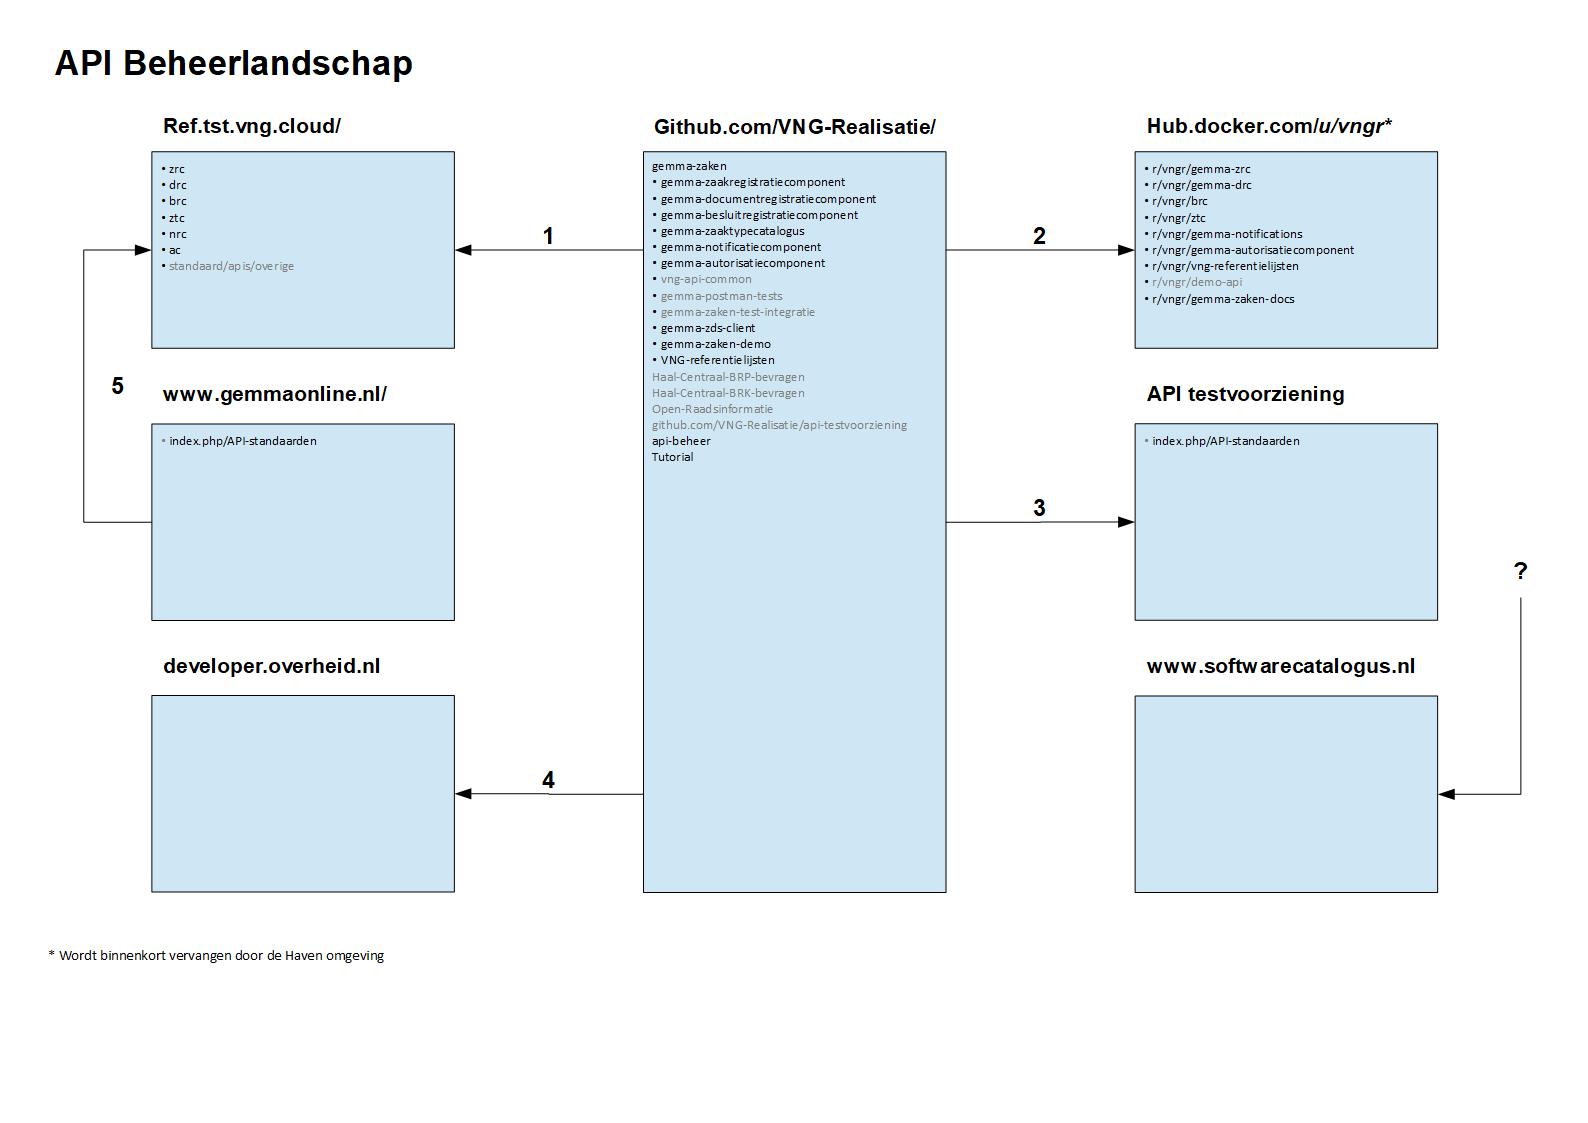 API Beheerlandschap
Ref.tst.vng.cloud/
• zrc
• drc
• brc
• ztc
• nrc
• ac
• standaard/apis/overige
Github.com/VNG-Realisatie/
gemma-zaken
• gemma-zaakregistratiecomponent
• gemma-documentregistratiecomponent
• gemma-besluitregistratiecomponent
• gemma-zaaktypecatalogus
• gemma-notificatiecomponent
• gemma-autorisatiecomponent
• vng-api-common
• gemma-postman-tests
• gemma-zaken-test-integratie
• gemma-zds-client
• gemma-zaken-demo
• VNG-referentielijsten
Haal-Centraal-BRP-bevragen
Haal-Centraal-BRK-bevragen
Open-Raadsinformatie
github.com/VNG-Realisatie/api-testvoorziening
api-beheer
Tutorial
Hub.docker.com/u/vngr*
• r/vngr/gemma-zrc
• r/vngr/gemma-drc
• r/vngr/brc
• r/vngr/ztc
• r/vngr/gemma-notifications
• r/vngr/gemma-autorisatiecomponent
• r/vngr/vng-referentielijsten
• r/vngr/demo-api
• r/vngr/gemma-zaken-docs
1
2
5
www.gemmaonline.nl/
• index.php/API-standaarden
API testvoorziening
• index.php/API-standaarden
3
?
developer.overheid.nl
www.softwarecatalogus.nl
4
* Wordt binnenkort vervangen door de Haven omgeving